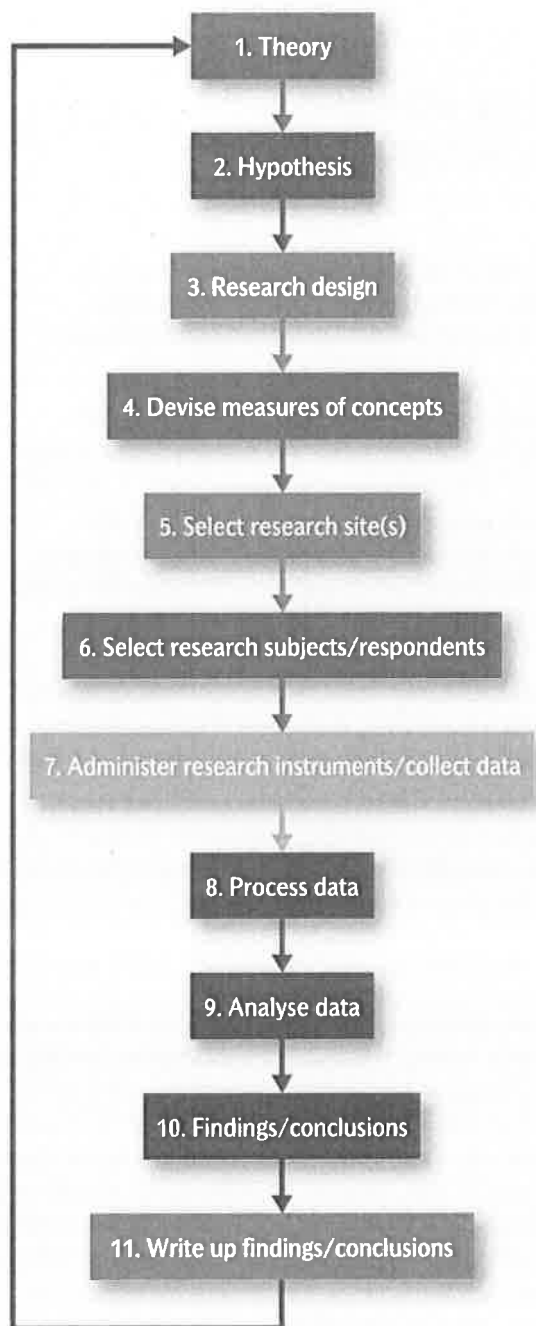 1. Theory
2. Hypothesis
3. Research design
4. Devise measures of concepts
5. Select research site(s)
6. Select research subjects/respondents
7. Administer research instruments/collect data
8. Process data
9. Analyse data
10. Findings/conclusions
11. Write up findings/conclusions